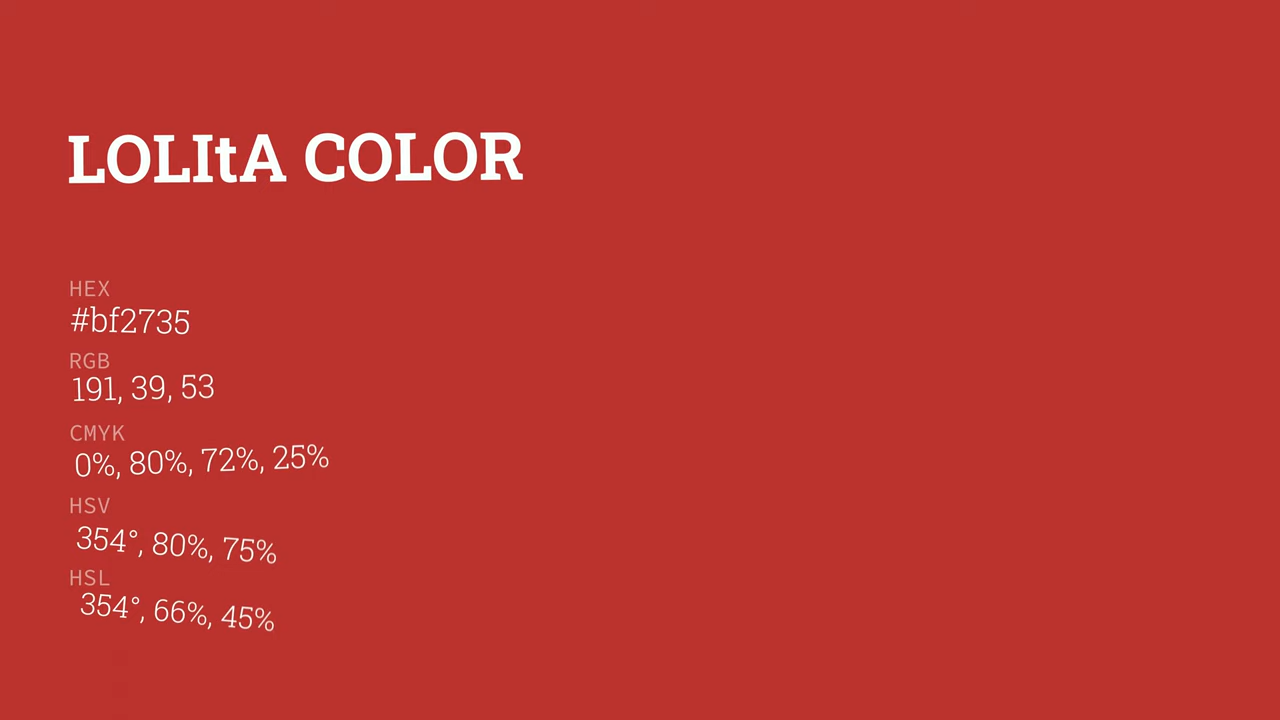 LOLItA COLOR
HEX
#bf2735
RGB
191, 39, 53
CMYK
0%, 80%, 72%, 25%
HSV
354°, 80%, 75%
HSL
354°, 66%, 45%